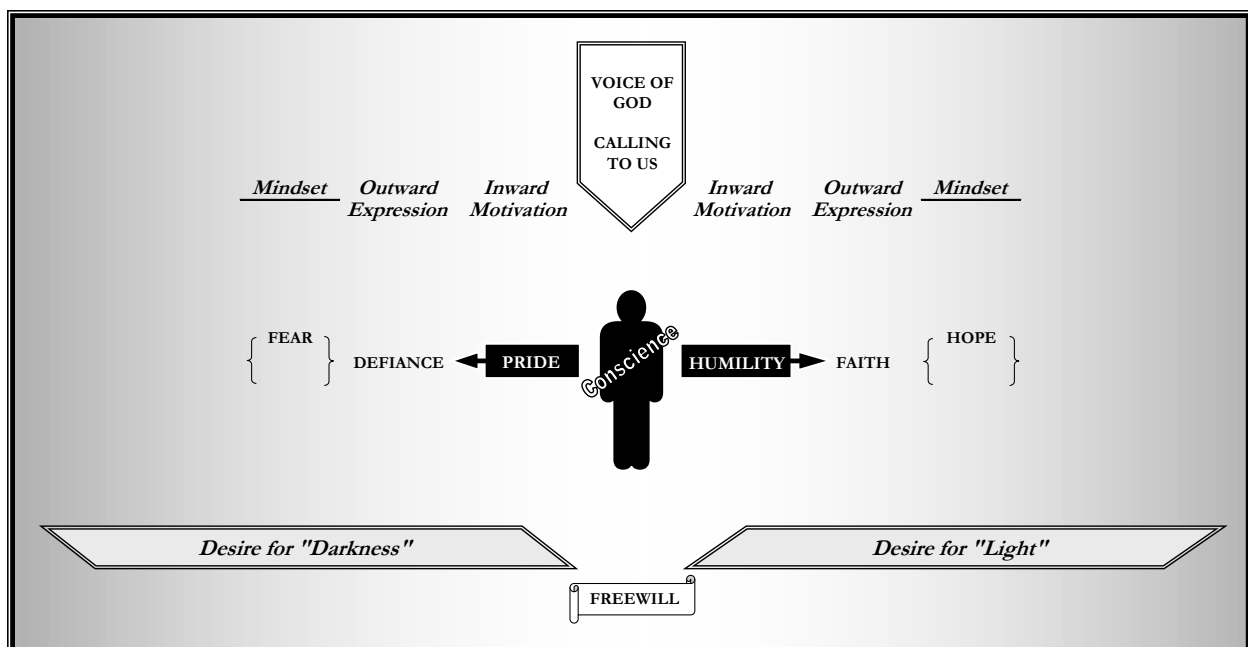 VOICE OF
GOD
CALLING
TO US
Mindset
Outward
Expression
Inward
Motivation
Inward
Motivation
Outward
Expression
Mindset
FEAR
DEFIANCE
PRIDE
Conscience
HUMILITY
FAITH
HOPE
Desire for "Darkness"
Desire for "Light"
FREEWILL